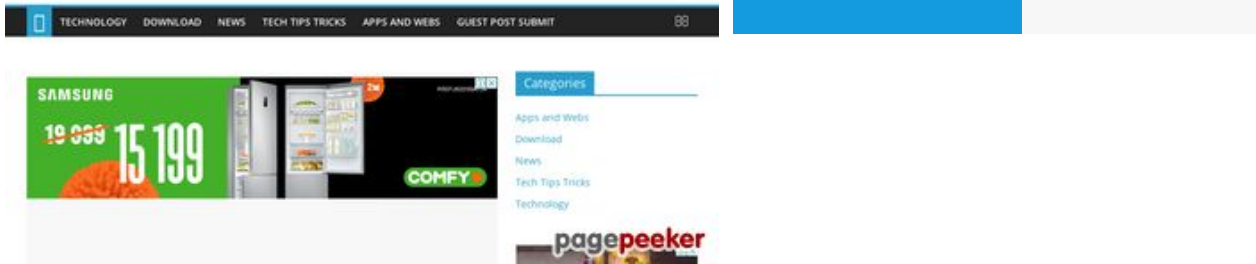 TECHNOLOGY DOWNLOAD NEWS TECH TIPS TRICKS APPS AND WEBS GUEST POST SUBMIT
SAMSUNG
19 999 15 199
COMFY
Categories
Apps and Webs
Download
News
Tech Tips Tricks
Technology
pagepeeker